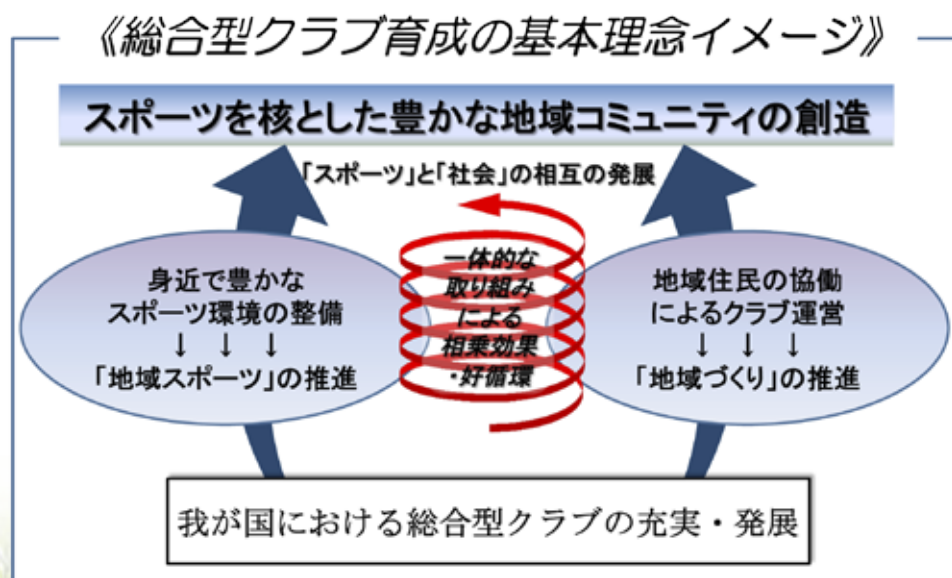 《総合型クラブ育成の基本理念イメージ》
スポーツを核とした豊かな地域コミュニティの創造
「スポーツ」と「社会」の相互の発展
身近で豊かな
スポーツ環境の整備
↓ ↓ ↓
「地域スポーツ」の推進
一体的な
取り組み
による
相乗効果
・好循環
地域住民の協働
によるクラブ運営
↓ ↓ ↓
「地域づくり」の推進
我が国における総合型クラブの充実・発展